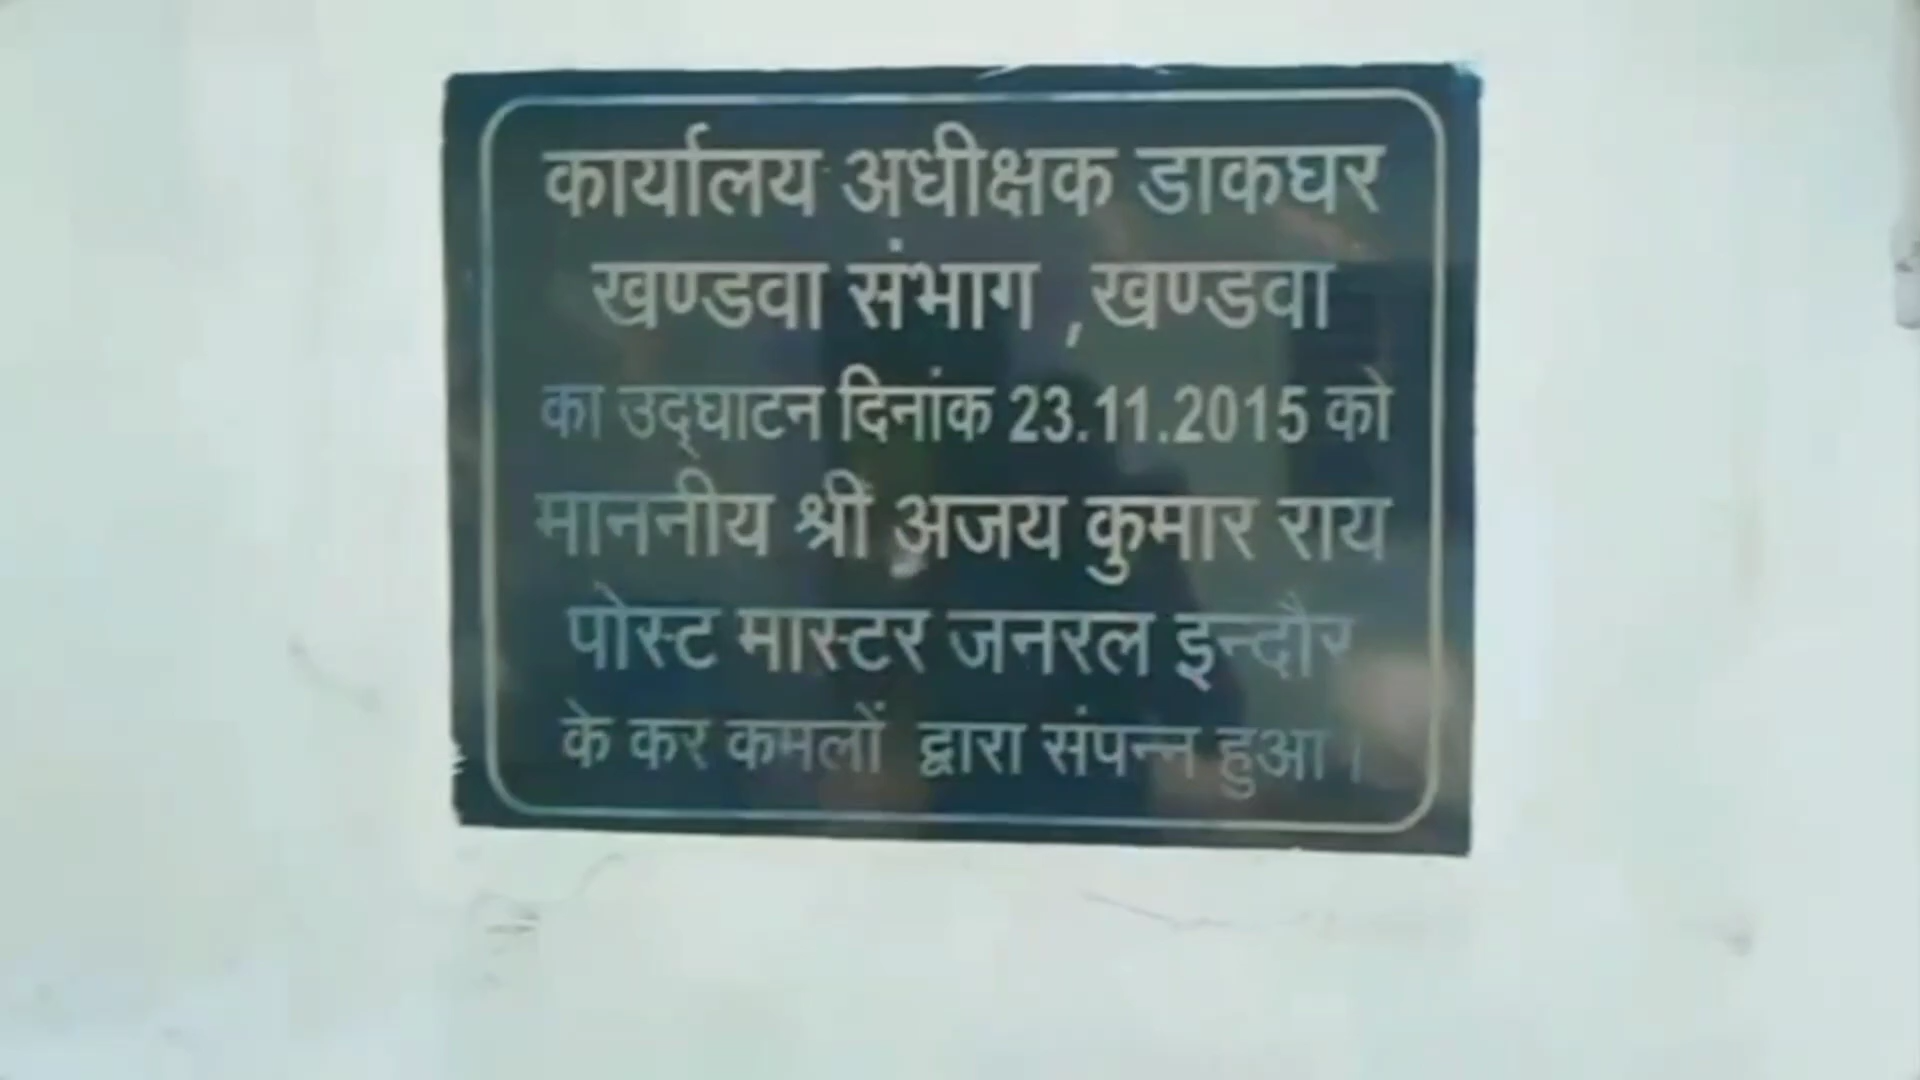 कार्यालय अधीक्षक डाकघर
खण्डवा संभाग ,खण्डवा
का उद्घाटन दिनांक 23.11.2015 को
माननीय श्री अजय कुमार राय
पोस्ट मास्टर जनरल इन्दौर
के कर कमलों द्वारा संपन्न हुआ।